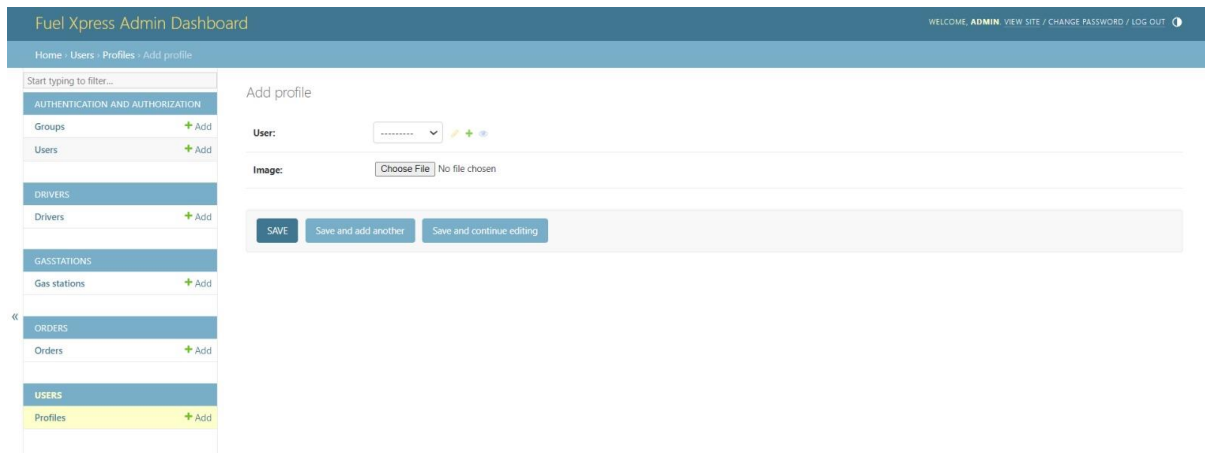 Fuel Xpress Admin Dashboard
WELCOME, ADMIN. VIEW SITE / CHANGE PASSWORD / LOG OUT
Home › Users › Profiles › Add profile
Start typing to filter...
AUTHENTICATION AND AUTHORIZATION
Groups + Add
Users + Add
DRIVERS
Drivers + Add
GASSTATIONS
Gas stations + Add
«
ORDERS
Orders + Add
USERS
Profiles + Add
Add profile
User: ---------
Image: Choose File No file chosen
SAVE Save and add another Save and continue editing